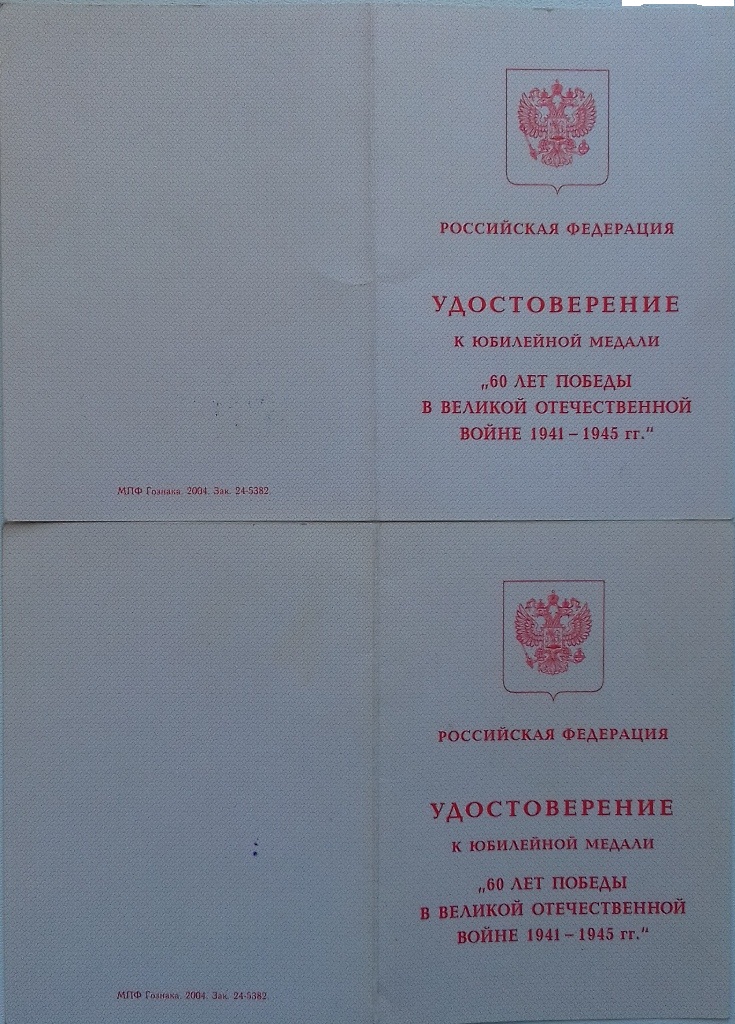 РОССИЙСКАЯ ФЕДЕРАЦИЯ
УДОСТОВЕРЕНИЕ
К ЮБИЛЕЙНОЙ МЕДАЛИ
„60 ЛЕТ ПОБЕДЫ
В ВЕЛИКОЙ ОТЕЧЕСТВЕННОЙ
ВОЙНЕ 1941 – 1945 гг.“
МПФ Гознака. 2004. Зак. 24-5382.
РОССИЙСКАЯ ФЕДЕРАЦИЯ
УДОСТОВЕРЕНИЕ
К ЮБИЛЕЙНОЙ МЕДАЛИ
„60 ЛЕТ ПОБЕДЫ
В ВЕЛИКОЙ ОТЕЧЕСТВЕННОЙ
ВОЙНЕ 1941 – 1945 гг.“
МПФ Гознака. 2004. Зак. 24-5382.